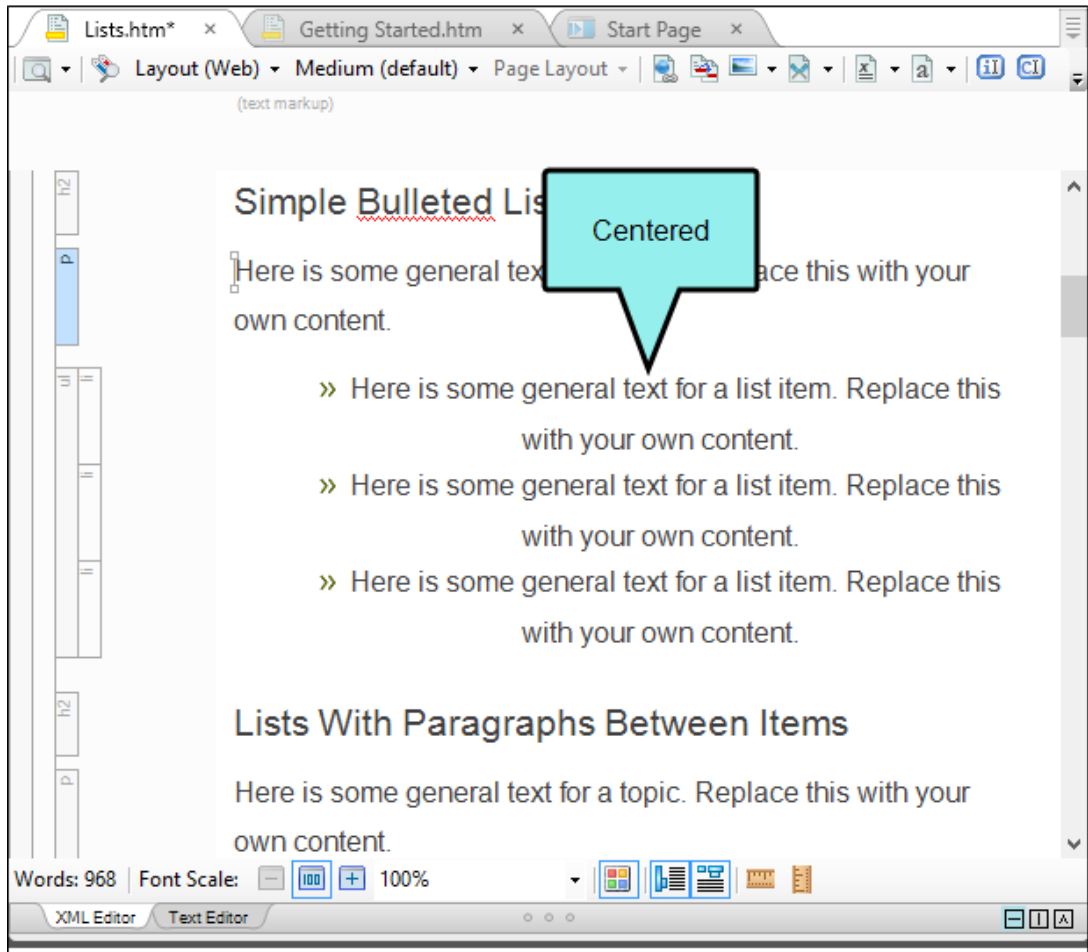 Lists.htm* × Getting Started.htm × Start Page ×
Layout (Web) Medium (default) Page Layout
(text markup)
h2
Simple Bulleted Lis
Centered
p
Here is some general tex ace this with your
own content.
ul li
» Here is some general text for a list item. Replace this
with your own content.
li
» Here is some general text for a list item. Replace this
with your own content.
li
» Here is some general text for a list item. Replace this
with your own content.
h2
Lists With Paragraphs Between Items
p
Here is some general text for a topic. Replace this with your
own content.
Words: 968 Font Scale: 100 100%
XML Editor Text Editor